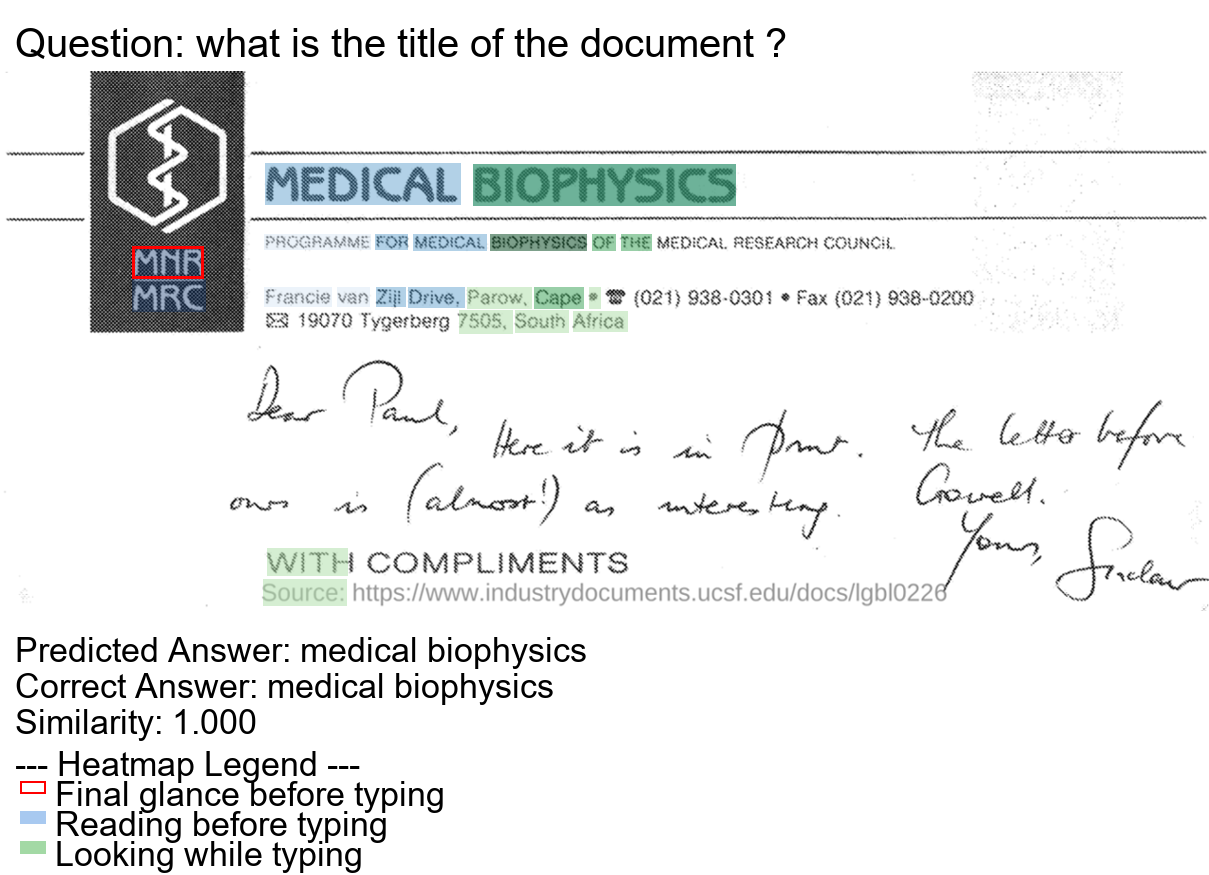 Question: what is the title of the document ?
MEDICAL BIOPHYSICS
PROGRAMME FOR MEDICAL BIOPHYSICS OF THE MEDICAL RESEARCH COUNCIL
MNR
MRC
Francie van Zijl Drive, Parow, Cape • ☎ (021) 938-0301 • Fax (021) 938-0200
✉ 19070 Tygerberg 7505, South Africa
Dear Paul,
Here it is in print. The letter before
ours is (almost!) as interesting.
Yours, Sinclair
WITH COMPLIMENTS
Source: https://www.industrydocuments.ucsf.edu/docs/lgbl0226
Predicted Answer: medical biophysics
Correct Answer: medical biophysics
Similarity: 1.000
--- Heatmap Legend ---
Final glance before typing
Reading before typing
Looking while typing